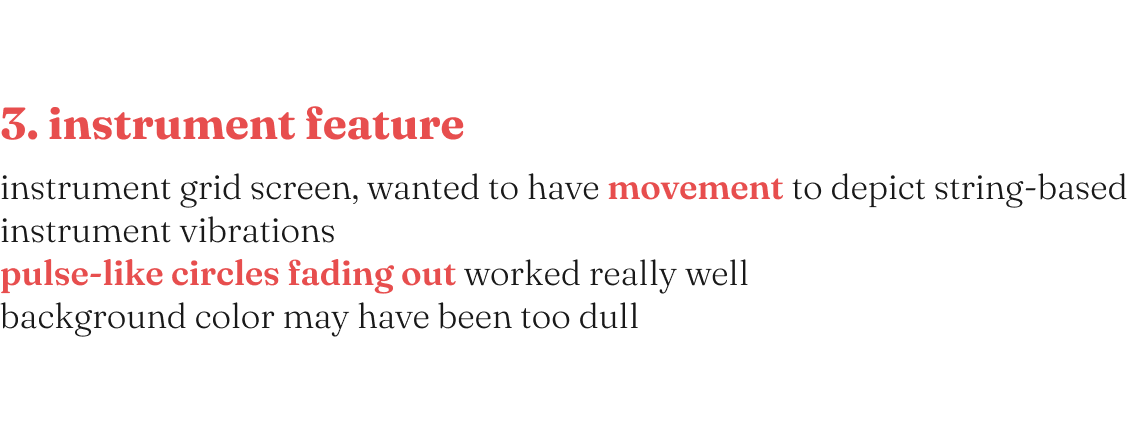 3. instrument feature
instrument grid screen, wanted to have movement to depict string-based
instrument vibrations
pulse-like circles fading out worked really well
background color may have been too dull